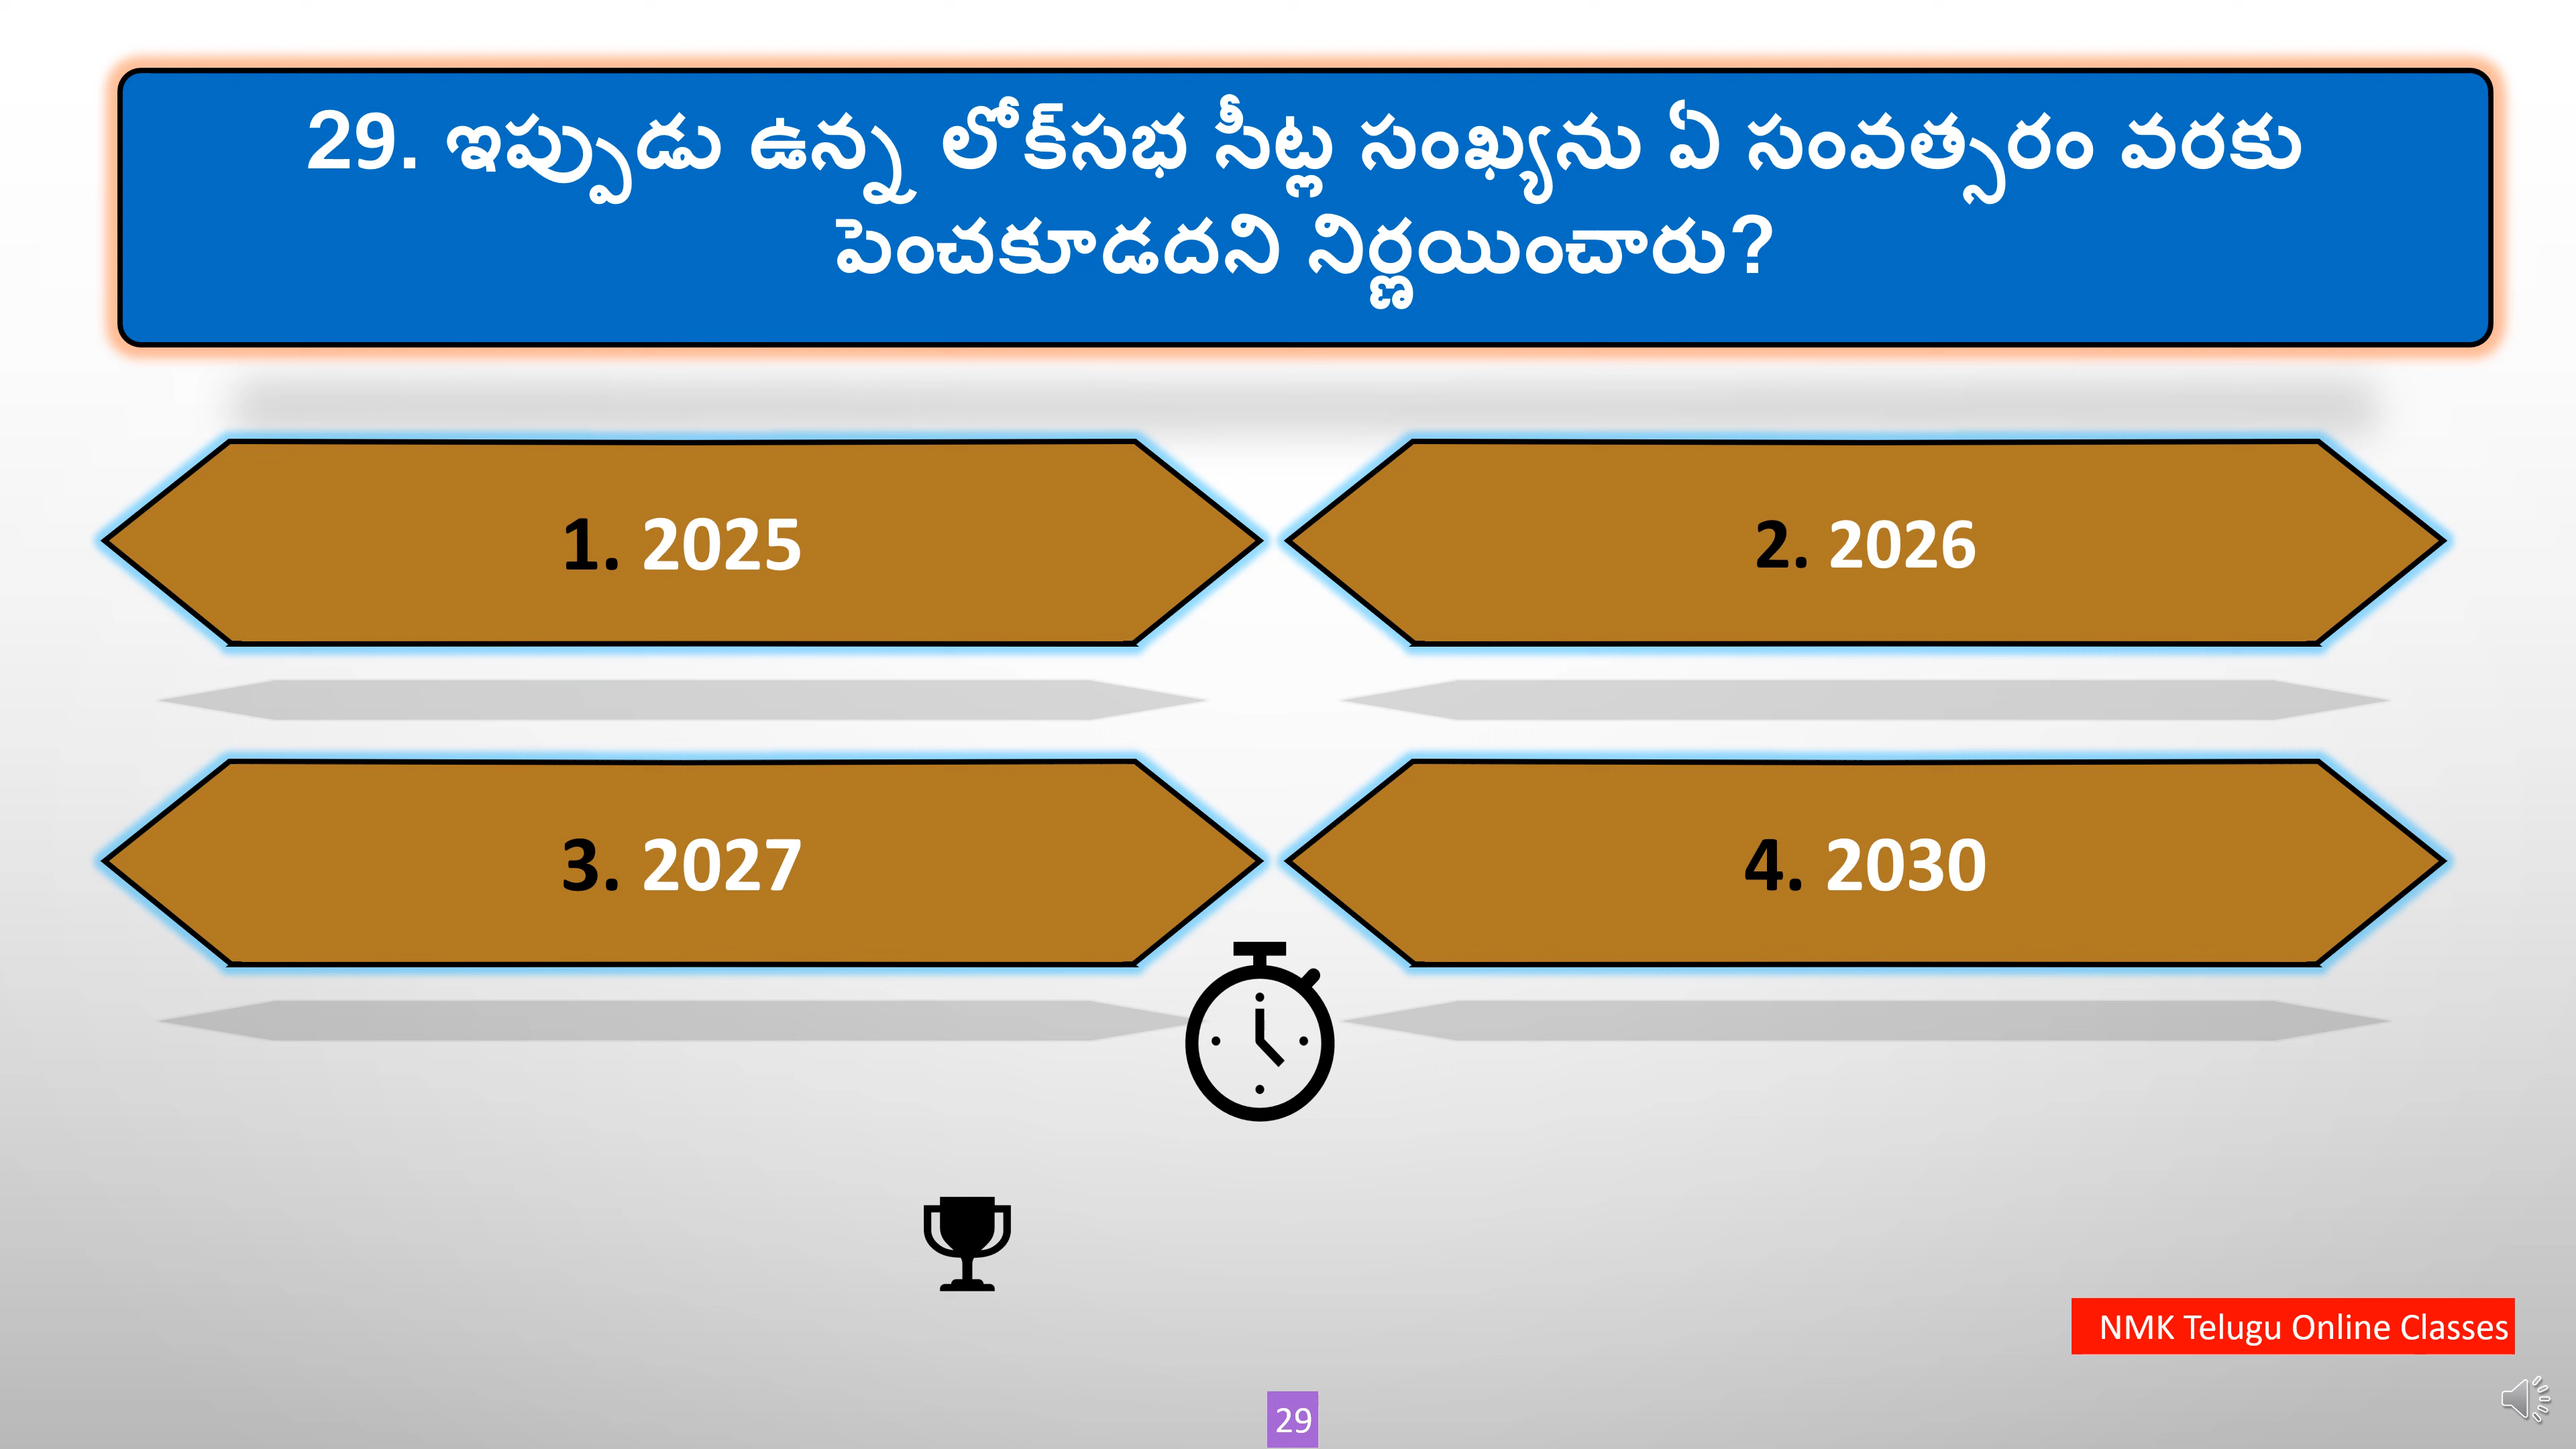 29. ఇప్పుడు ఉన్న లోక్‌సభ సీట్ల సంఖ్యను ఏ సంవత్సరం వరకు
పెంచకూడదని నిర్ణయించారు?
1. 2025
2. 2026
3. 2027
4. 2030
NMK Telugu Online Classes
29